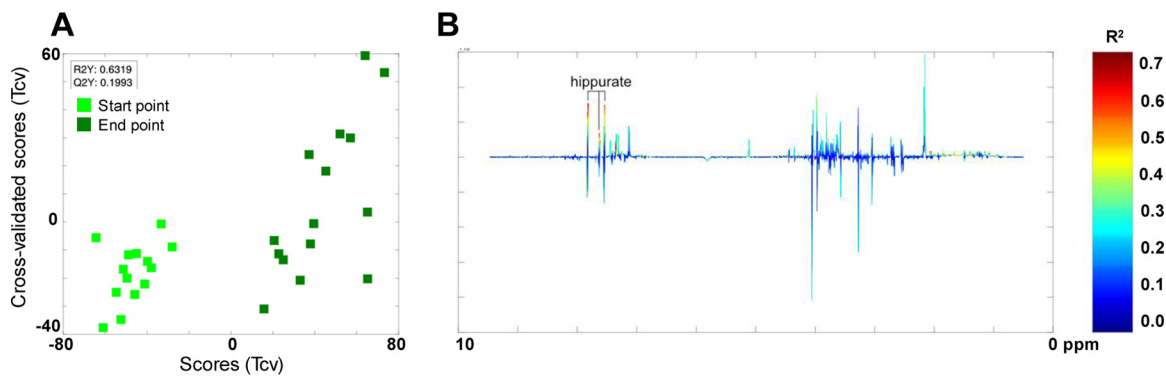 A
B
R²
60
R2Y: 0.6319
Q2Y: 0.1993
Start point
End point
Cross-validated scores (Tcv)
0
-40
-80
0
80
Scores (Tcv)
hippurate
10
0 ppm
0.7
0.6
0.5
0.4
0.3
0.2
0.1
0.0